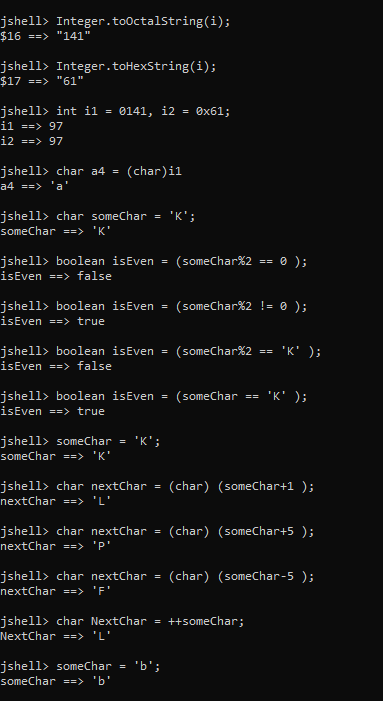 jshell> Integer.toOctalString(i);
$16 ==> "141"
jshell> Integer.toHexString(i);
$17 ==> "61"
jshell> int i1 = 0141, i2 = 0x61;
i1 ==> 97
i2 ==> 97
jshell> char a4 = (char)i1
a4 ==> 'a'
jshell> char someChar = 'K';
someChar ==> 'K'
jshell> boolean isEven = (someChar%2 == 0 );
isEven ==> false
jshell> boolean isEven = (someChar%2 != 0 );
isEven ==> true
jshell> boolean isEven = (someChar%2 == 'K' );
isEven ==> false
jshell> boolean isEven = (someChar == 'K' );
isEven ==> true
jshell> someChar = 'K';
someChar ==> 'K'
jshell> char nextChar = (char) (someChar+1 );
nextChar ==> 'L'
jshell> char nextChar = (char) (someChar+5 );
nextChar ==> 'P'
jshell> char nextChar = (char) (someChar-5 );
nextChar ==> 'F'
jshell> char NextChar = ++someChar;
NextChar ==> 'L'
jshell> someChar = 'b';
someChar ==> 'b'